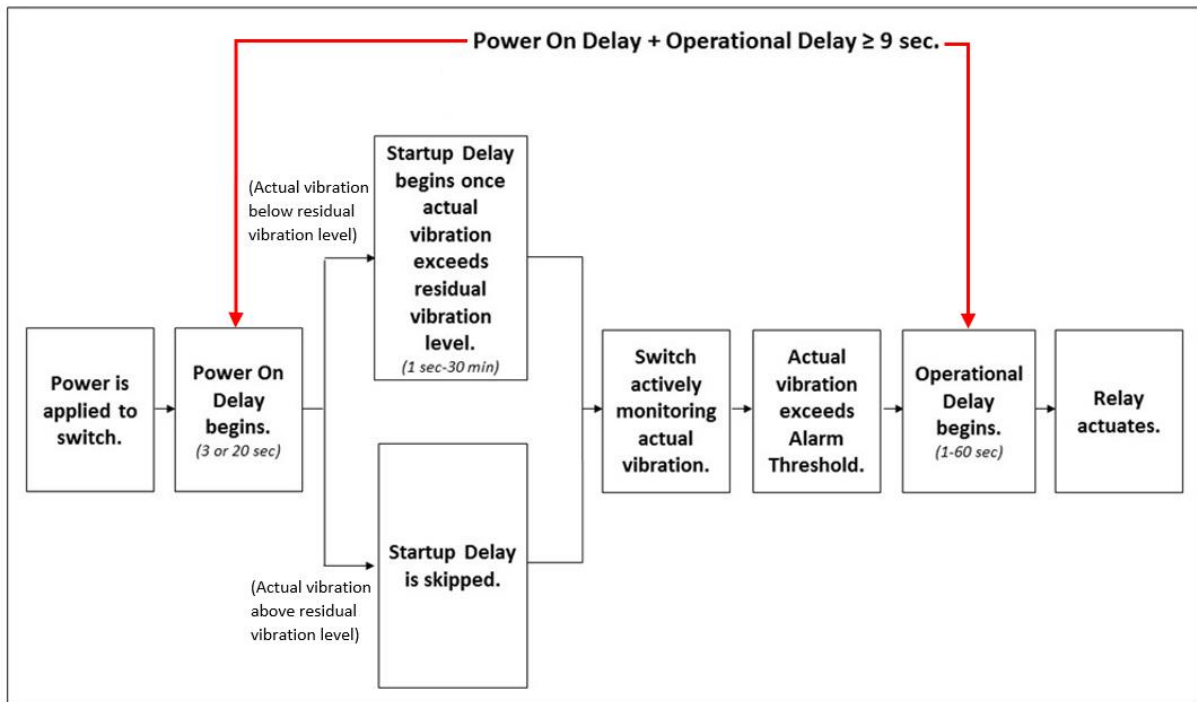 Power On Delay + Operational Delay ≥ 9 sec.
(Actual vibration
below residual
vibration level)
Startup Delay
begins once
actual
vibration
exceeds
residual
vibration
level.
(1 sec-30 min)
Power is
applied to
switch.
Power On
Delay
begins.
(3 or 20 sec)
Switch
actively
monitoring
actual
vibration.
Actual
vibration
exceeds
Alarm
Threshold.
Operational
Delay
begins.
(1-60 sec)
Relay
actuates.
Startup Delay
is skipped.
(Actual vibration
above residual
vibration level)